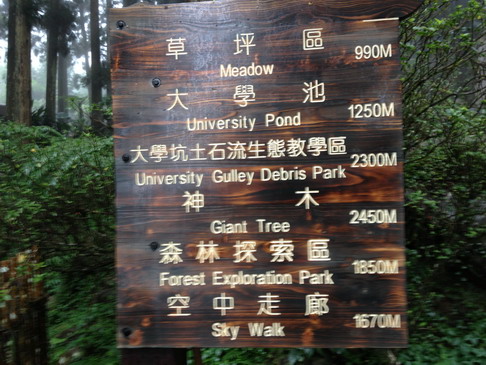 草坪區 990M
Meadow
大學池 1250M
University Pond
大學坑土石流生態教學區 2300M
University Gulley Debris Park
神木 2450M
Giant Tree
森林探索區 1850M
Forest Exploration Park
空中走廊 1670M
Sky Walk